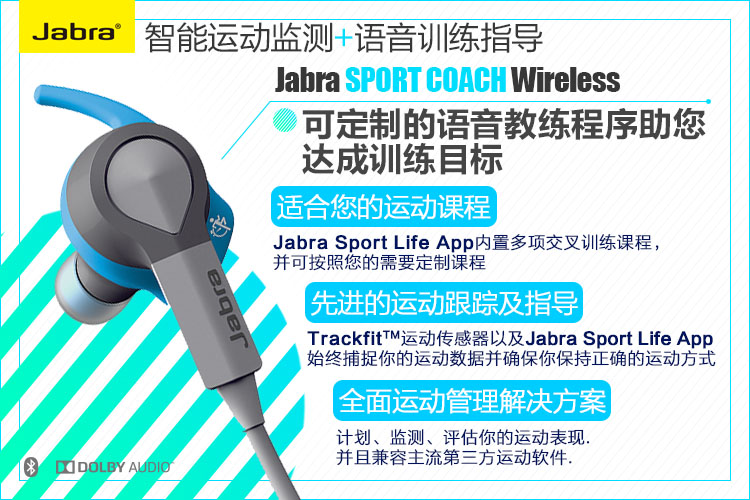 Jabra®
智能运动监测+语音训练指导
Jabra SPORT COACH Wireless
可定制的语音教练程序助您
达成训练目标
适合您的运动课程
Jabra Sport Life App内置多项交叉训练课程，
并可按照您的需要定制课程
先进的运动跟踪及指导
Trackfit™运动传感器以及Jabra Sport Life App
始终捕捉你的运动数据并确保你保持正确的运动方式
全面运动管理解决方案
计划、监测、评估你的运动表现.
并且兼容主流第三方运动软件.
Jabra
DOLBY AUDIO™